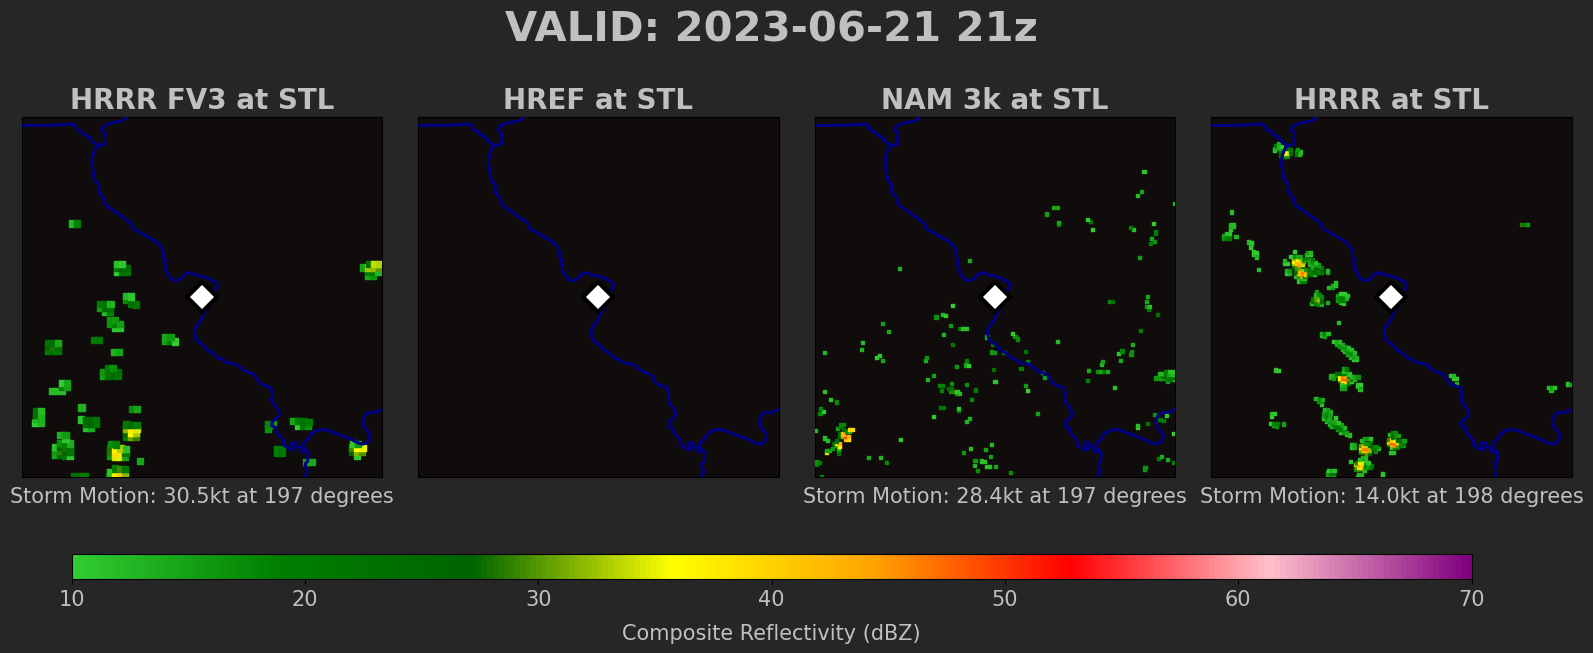 VALID: 2023-06-21 21z
HRRR FV3 at STL
HREF at STL
NAM 3k at STL
HRRR at STL
Storm Motion: 30.5kt at 197 degrees
Storm Motion: 28.4kt at 197 degrees
Storm Motion: 14.0kt at 198 degrees
10 20 30 40 50 60 70
Composite Reflectivity (dBZ)